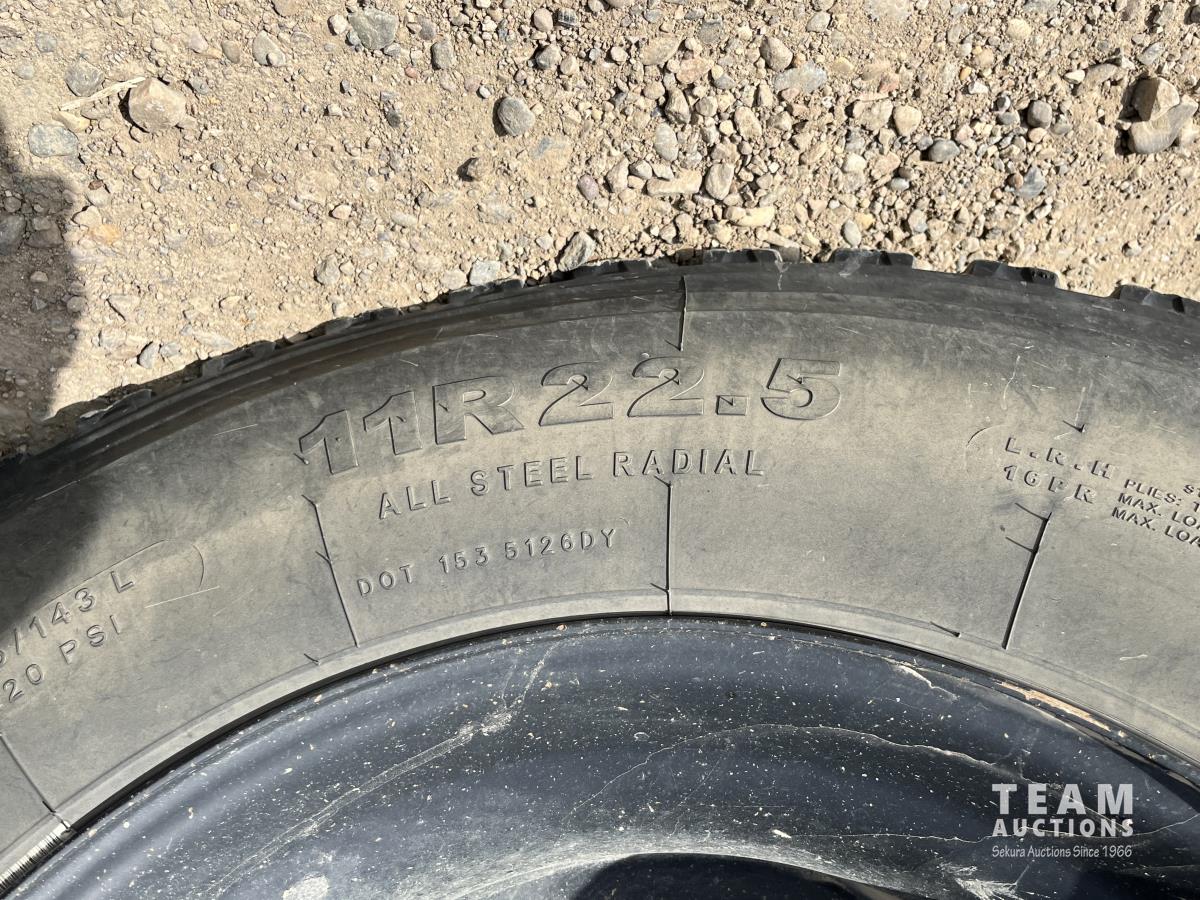 11R22.5
ALL STEEL RADIAL
DOT 153 5126DY
/143 L
20 PSI
L.R.H
16PR
PLIES:
MAX.
MAX.
TEAM
AUCTIONS
Sekura Auctions Since 1966